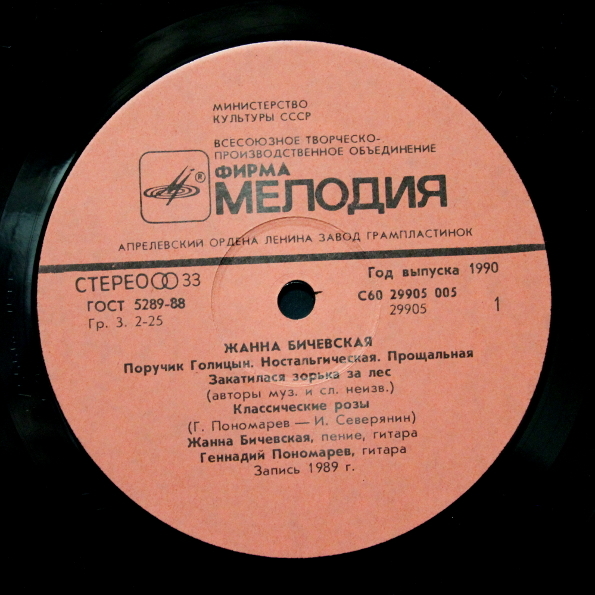 МИНИСТЕРСТВО
КУЛЬТУРЫ СССР
ВСЕСОЮЗНОЕ ТВОРЧЕСКО-
ПРОИЗВОДСТВЕННОЕ ОБЪЕДИНЕНИЕ
®
ФИРМА
МЕЛОДИЯ
АПРЕЛЕВСКИЙ ОРДЕНА ЛЕНИНА ЗАВОД ГРАМПЛАСТИНОК
СТЕРЕО 33
Год выпуска 1990
ГОСТ 5289-88
С60 29905 005
Гр. 3. 2-25
29905
1
ЖАННА БИЧЕВСКАЯ
Поручик Голицын. Ностальгическая. Прощальная
Закатилася зорька за лес
(авторы муз. и сл. неизв.)
Классические розы
(Г. Пономарев — И. Северянин)
Жанна Бичевская, пение, гитара
Геннадий Пономарев, гитара
Запись 1989 г.